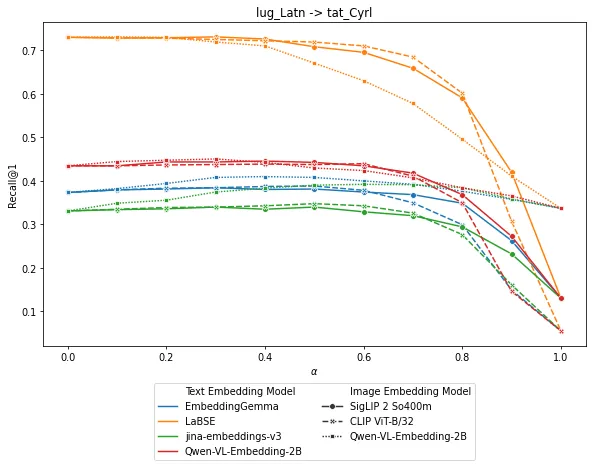 lug_Latn -> tat_Cyrl
Recall@1
0.7
0.6
0.5
0.4
0.3
0.2
0.1
0.0 0.2 0.4 0.6 0.8 1.0
α
Text Embedding Model
EmbeddingGemma
LaBSE
jina-embeddings-v3
Qwen-VL-Embedding-2B
Image Embedding Model
SigLIP 2 So400m
CLIP ViT-B/32
Qwen-VL-Embedding-2B